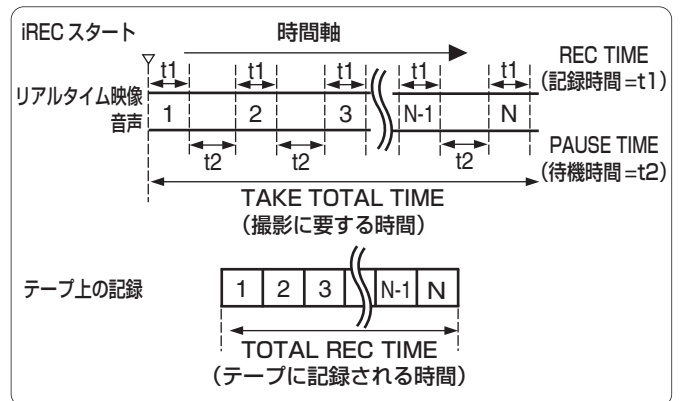 iREC スタート
時間軸
t1 t1 t1 t1 t1
REC TIME
(記録時間=t1)
リアルタイム映像
音声
1 2 3 N-1 N
t2 t2 t2
PAUSE TIME
(待機時間=t2)
TAKE TOTAL TIME
(撮影に要する時間)
テープ上の記録
1 2 3 N-1 N
TOTAL REC TIME
(テープに記録される時間)